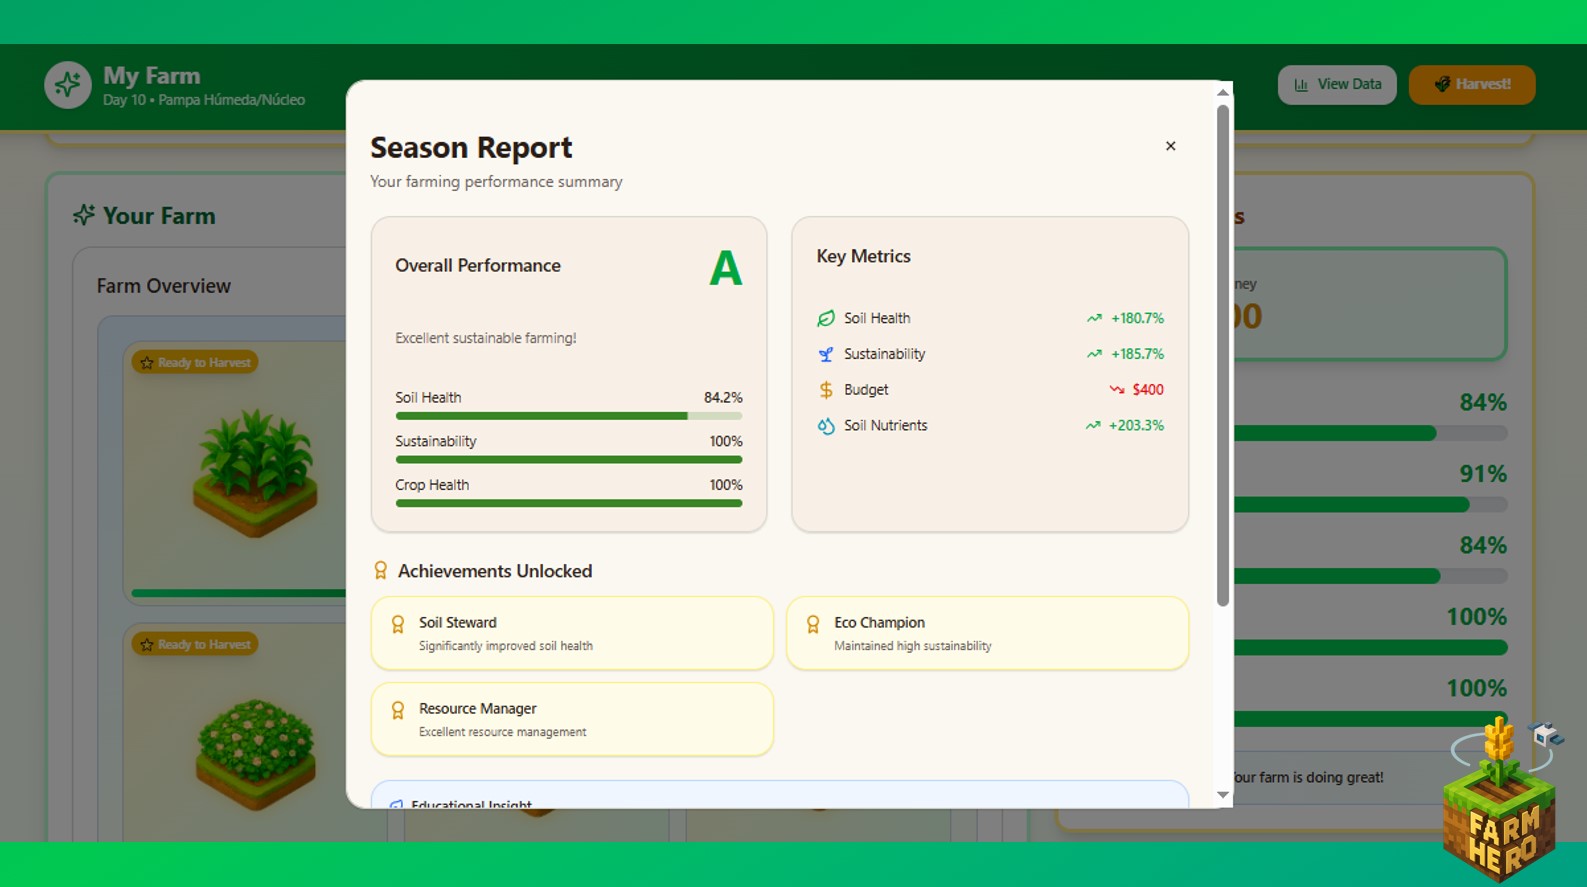 My Farm
Day 10 • Pampa Húmeda/Núcleo
View Data
Harvest!
Your Farm
Farm Overview
Ready to Harvest
Ready to Harvest
Season Report
Your farming performance summary
×
Overall Performance
A
Excellent sustainable farming!
Soil Health
84.2%
Sustainability
100%
Crop Health
100%
Key Metrics
Soil Health
+180.7%
Sustainability
+185.7%
Budget
$400
Soil Nutrients
+203.3%
Achievements Unlocked
Soil Steward
Significantly improved soil health
Eco Champion
Maintained high sustainability
Resource Manager
Excellent resource management
Educational Insight
s
ney
00
84%
91%
84%
100%
100%
Your farm is doing great!
FARM
HERO